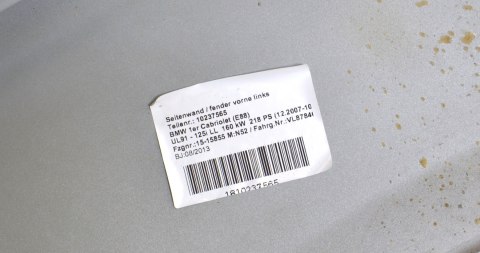 Seitenwand / fender vorne links
Teilenr.: 10237565
BMW 1er Cabriolet (E88)
UL91 - 125i LL 160 kW 218 PS (12.2007-10
Fzgnr.:15-15855 M:N52 / Fahrg Nr.:VL8784
BJ:08/2013
1810237565